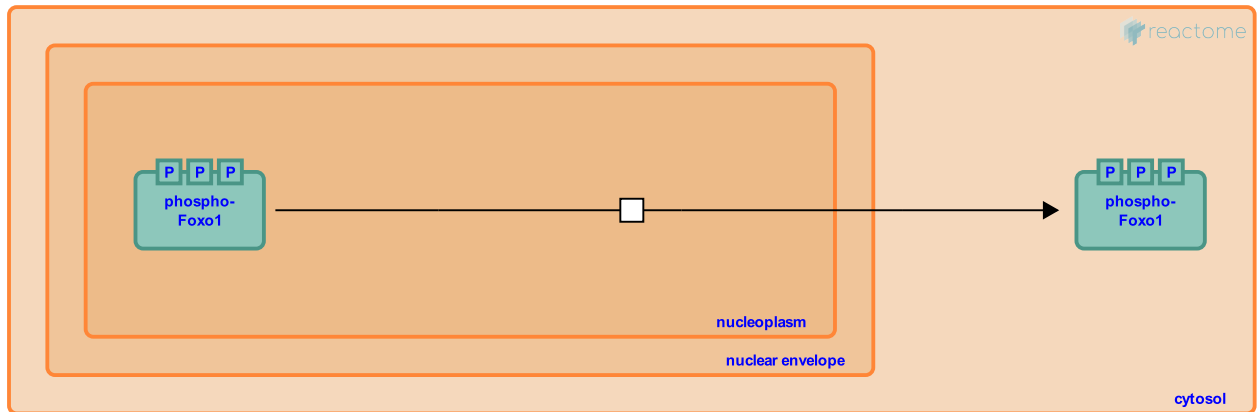 reactome
P P P
phospho-
Foxo1
P P P
phospho-
Foxo1
nucleoplasm
nuclear envelope
cytosol